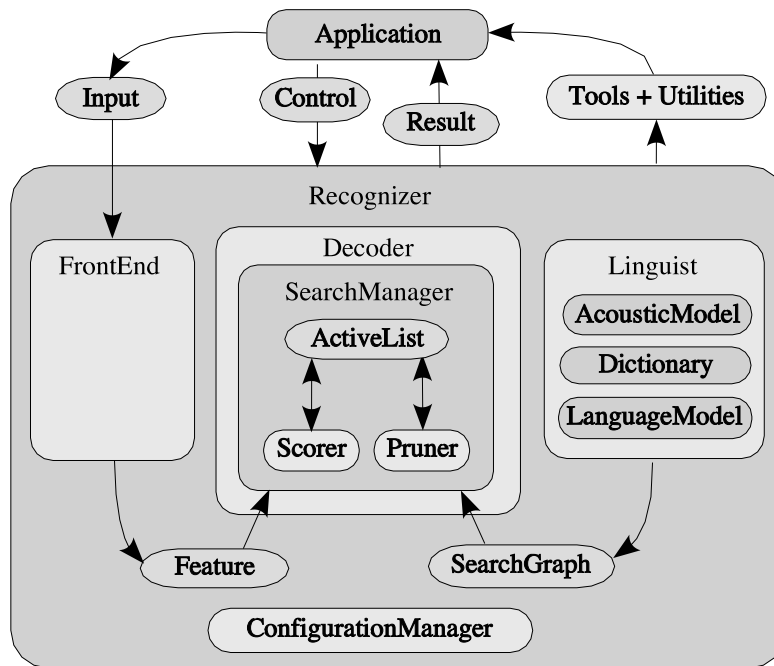 Application
Input
Control
Result
Tools + Utilities
Recognizer
FrontEnd
Decoder
SearchManager
ActiveList
Scorer
Pruner
Linguist
AcousticModel
Dictionary
LanguageModel
Feature
SearchGraph
ConfigurationManager